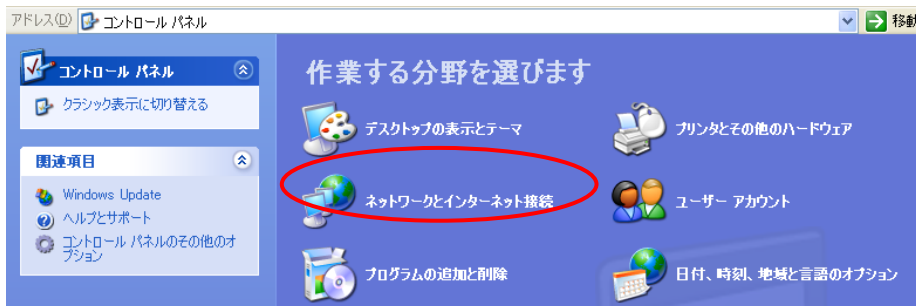 アドレス(D) コントロール パネル 移動
コントロール パネル
クラシック表示に切り替える
関連項目
Windows Update
ヘルプとサポート
コントロール パネルのその他のオ
プション
作業する分野を選びます
デスクトップの表示とテーマ
プリンタとその他のハードウェア
ネットワークとインターネット接続
ユーザー アカウント
プログラムの追加と削除
日付、時刻、地域と言語のオプション